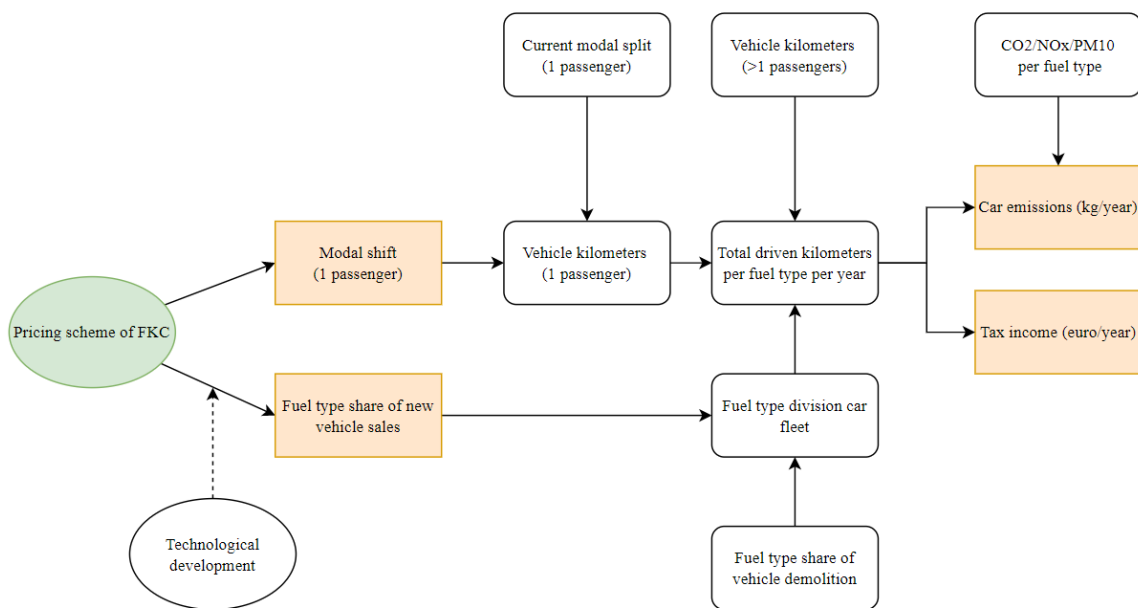 Current modal split
(1 passenger)
Vehicle kilometers
(>1 passengers)
CO2/NOx/PM10
per fuel type
Modal shift
(1 passenger)
Vehicle kilometers
(1 passenger)
Total driven kilometers
per fuel type per year
Car emissions (kg/year)
Pricing scheme of FKC
Tax income (euro/year)
Fuel type share of new
vehicle sales
Fuel type division car
fleet
Technological
development
Fuel type share of
vehicle demolition